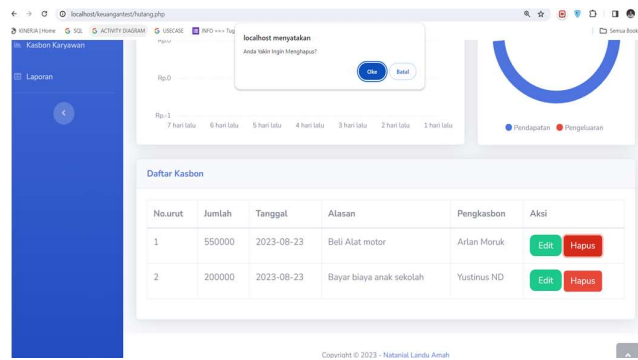 localhost/keuangantest/hutang.php
KINERJA | Home SQL ACTIVITY DIAGRAM USECASE INFO ==> Tug
Semua Book
localhost menyatakan
Anda Yakin Ingin Menghapus?
Oke Batal
Kasbon Karyawan
Laporan
Rp.0
Rp.0
Rp.-1
7 hari lalu 6 hari lalu 5 hari lalu 4 hari lalu 3 hari lalu 2 hari lalu 1 hari lalu
Pendapatan Pengeluaran
Daftar Kasbon
No.urut Jumlah Tanggal Alasan Pengkasbon Aksi
1 550000 2023-08-23 Beli Alat motor Arlan Moruk Edit Hapus
2 200000 2023-08-23 Bayar biaya anak sekolah Yustinus ND Edit Hapus
Copyright © 2023 - Natanial Landu Amah